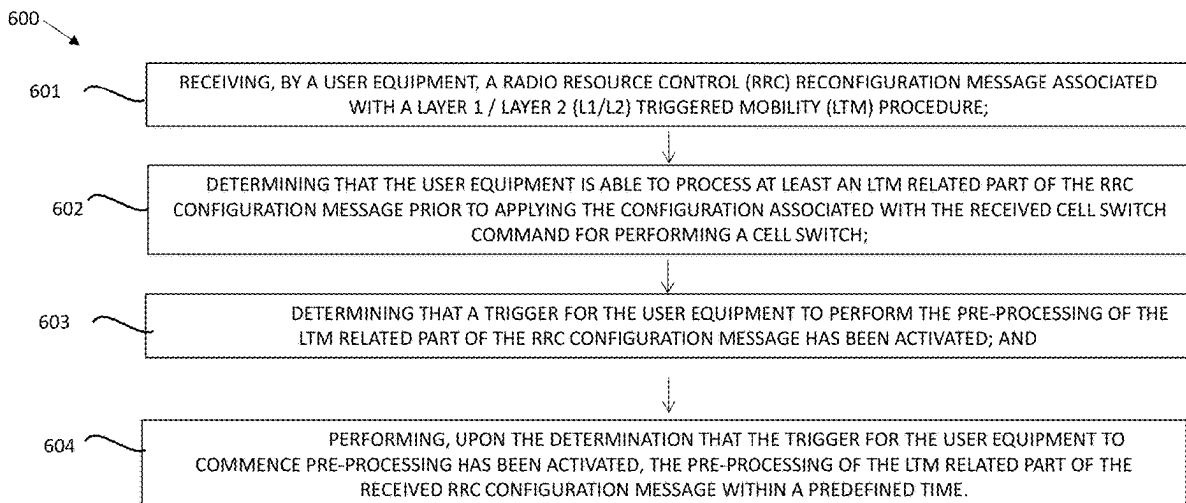 600
601
RECEIVING, BY A USER EQUIPMENT, A RADIO RESOURCE CONTROL (RRC) RECONFIGURATION MESSAGE ASSOCIATED
WITH A LAYER 1 / LAYER 2 (L1/L2) TRIGGERED MOBILITY (LTM) PROCEDURE;
602
DETERMINING THAT THE USER EQUIPMENT IS ABLE TO PROCESS AT LEAST AN LTM RELATED PART OF THE RRC
CONFIGURATION MESSAGE PRIOR TO APPLYING THE CONFIGURATION ASSOCIATED WITH THE RECEIVED CELL SWITCH
COMMAND FOR PERFORMING A CELL SWITCH;
603
DETERMINING THAT A TRIGGER FOR THE USER EQUIPMENT TO PERFORM THE PRE-PROCESSING OF THE
LTM RELATED PART OF THE RRC CONFIGURATION MESSAGE HAS BEEN ACTIVATED; AND
604
PERFORMING, UPON THE DETERMINATION THAT THE TRIGGER FOR THE USER EQUIPMENT TO
COMMENCE PRE-PROCESSING HAS BEEN ACTIVATED, THE PRE-PROCESSING OF THE LTM RELATED PART OF THE
RECEIVED RRC CONFIGURATION MESSAGE WITHIN A PREDEFINED TIME.